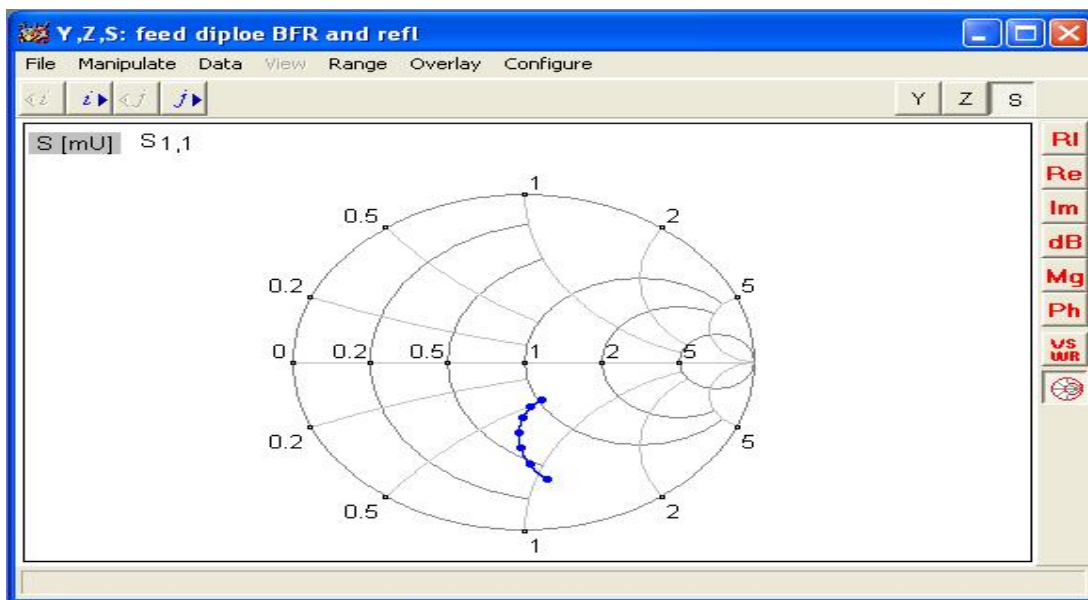 Y,Z,S: feed diploe BFR and refl
File Manipulate Data View Range Overlay Configure
i i j j Y Z S
S [mU] S1,1
RI
Re
Im
dB
Mg
Ph
VS
WR
1
0.5 2
0.2 5
0 0.2 0.5 1 2 5
0.2 5
0.5 2
1